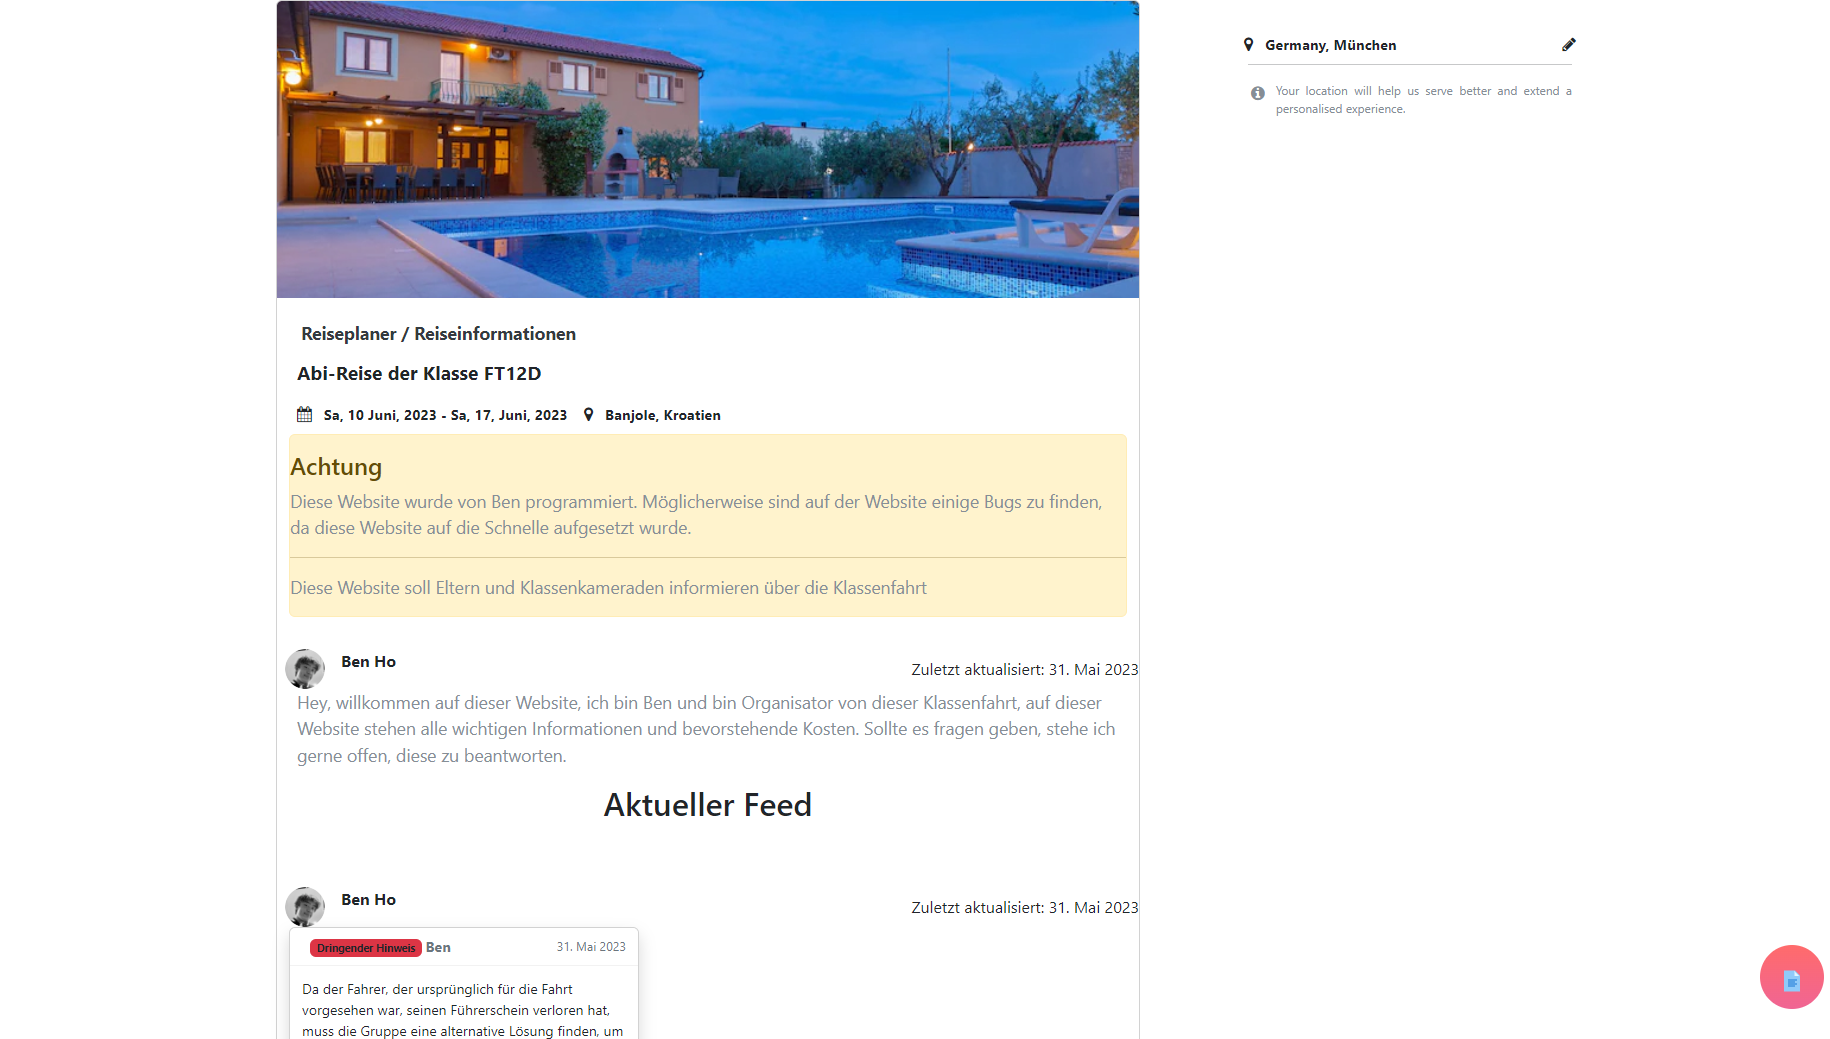 Germany, München
Your location will help us serve better and extend a
personalised experience.
Reiseplaner / Reiseinformationen
Abi-Reise der Klasse FT12D
Sa, 10 Juni, 2023 - Sa, 17, Juni, 2023 Banjole, Kroatien
Achtung
Diese Website wurde von Ben programmiert. Möglicherweise sind auf der Website einige Bugs zu finden,
da diese Website auf die Schnelle aufgesetzt wurde.
Diese Website soll Eltern und Klassenkameraden informieren über die Klassenfahrt
Ben Ho
Zuletzt aktualisiert: 31. Mai 2023
Hey, willkommen auf dieser Website, ich bin Ben und bin Organisator von dieser Klassenfahrt, auf dieser
Website stehen alle wichtigen Informationen und bevorstehende Kosten. Sollte es fragen geben, stehe ich
gerne offen, diese zu beantworten.
Aktueller Feed
Ben Ho
Zuletzt aktualisiert: 31. Mai 2023
Dringender Hinweis Ben 31. Mai 2023
Da der Fahrer, der ursprünglich für die Fahrt
vorgesehen war, seinen Führerschein verloren hat,
muss die Gruppe eine alternative Lösung finden, um